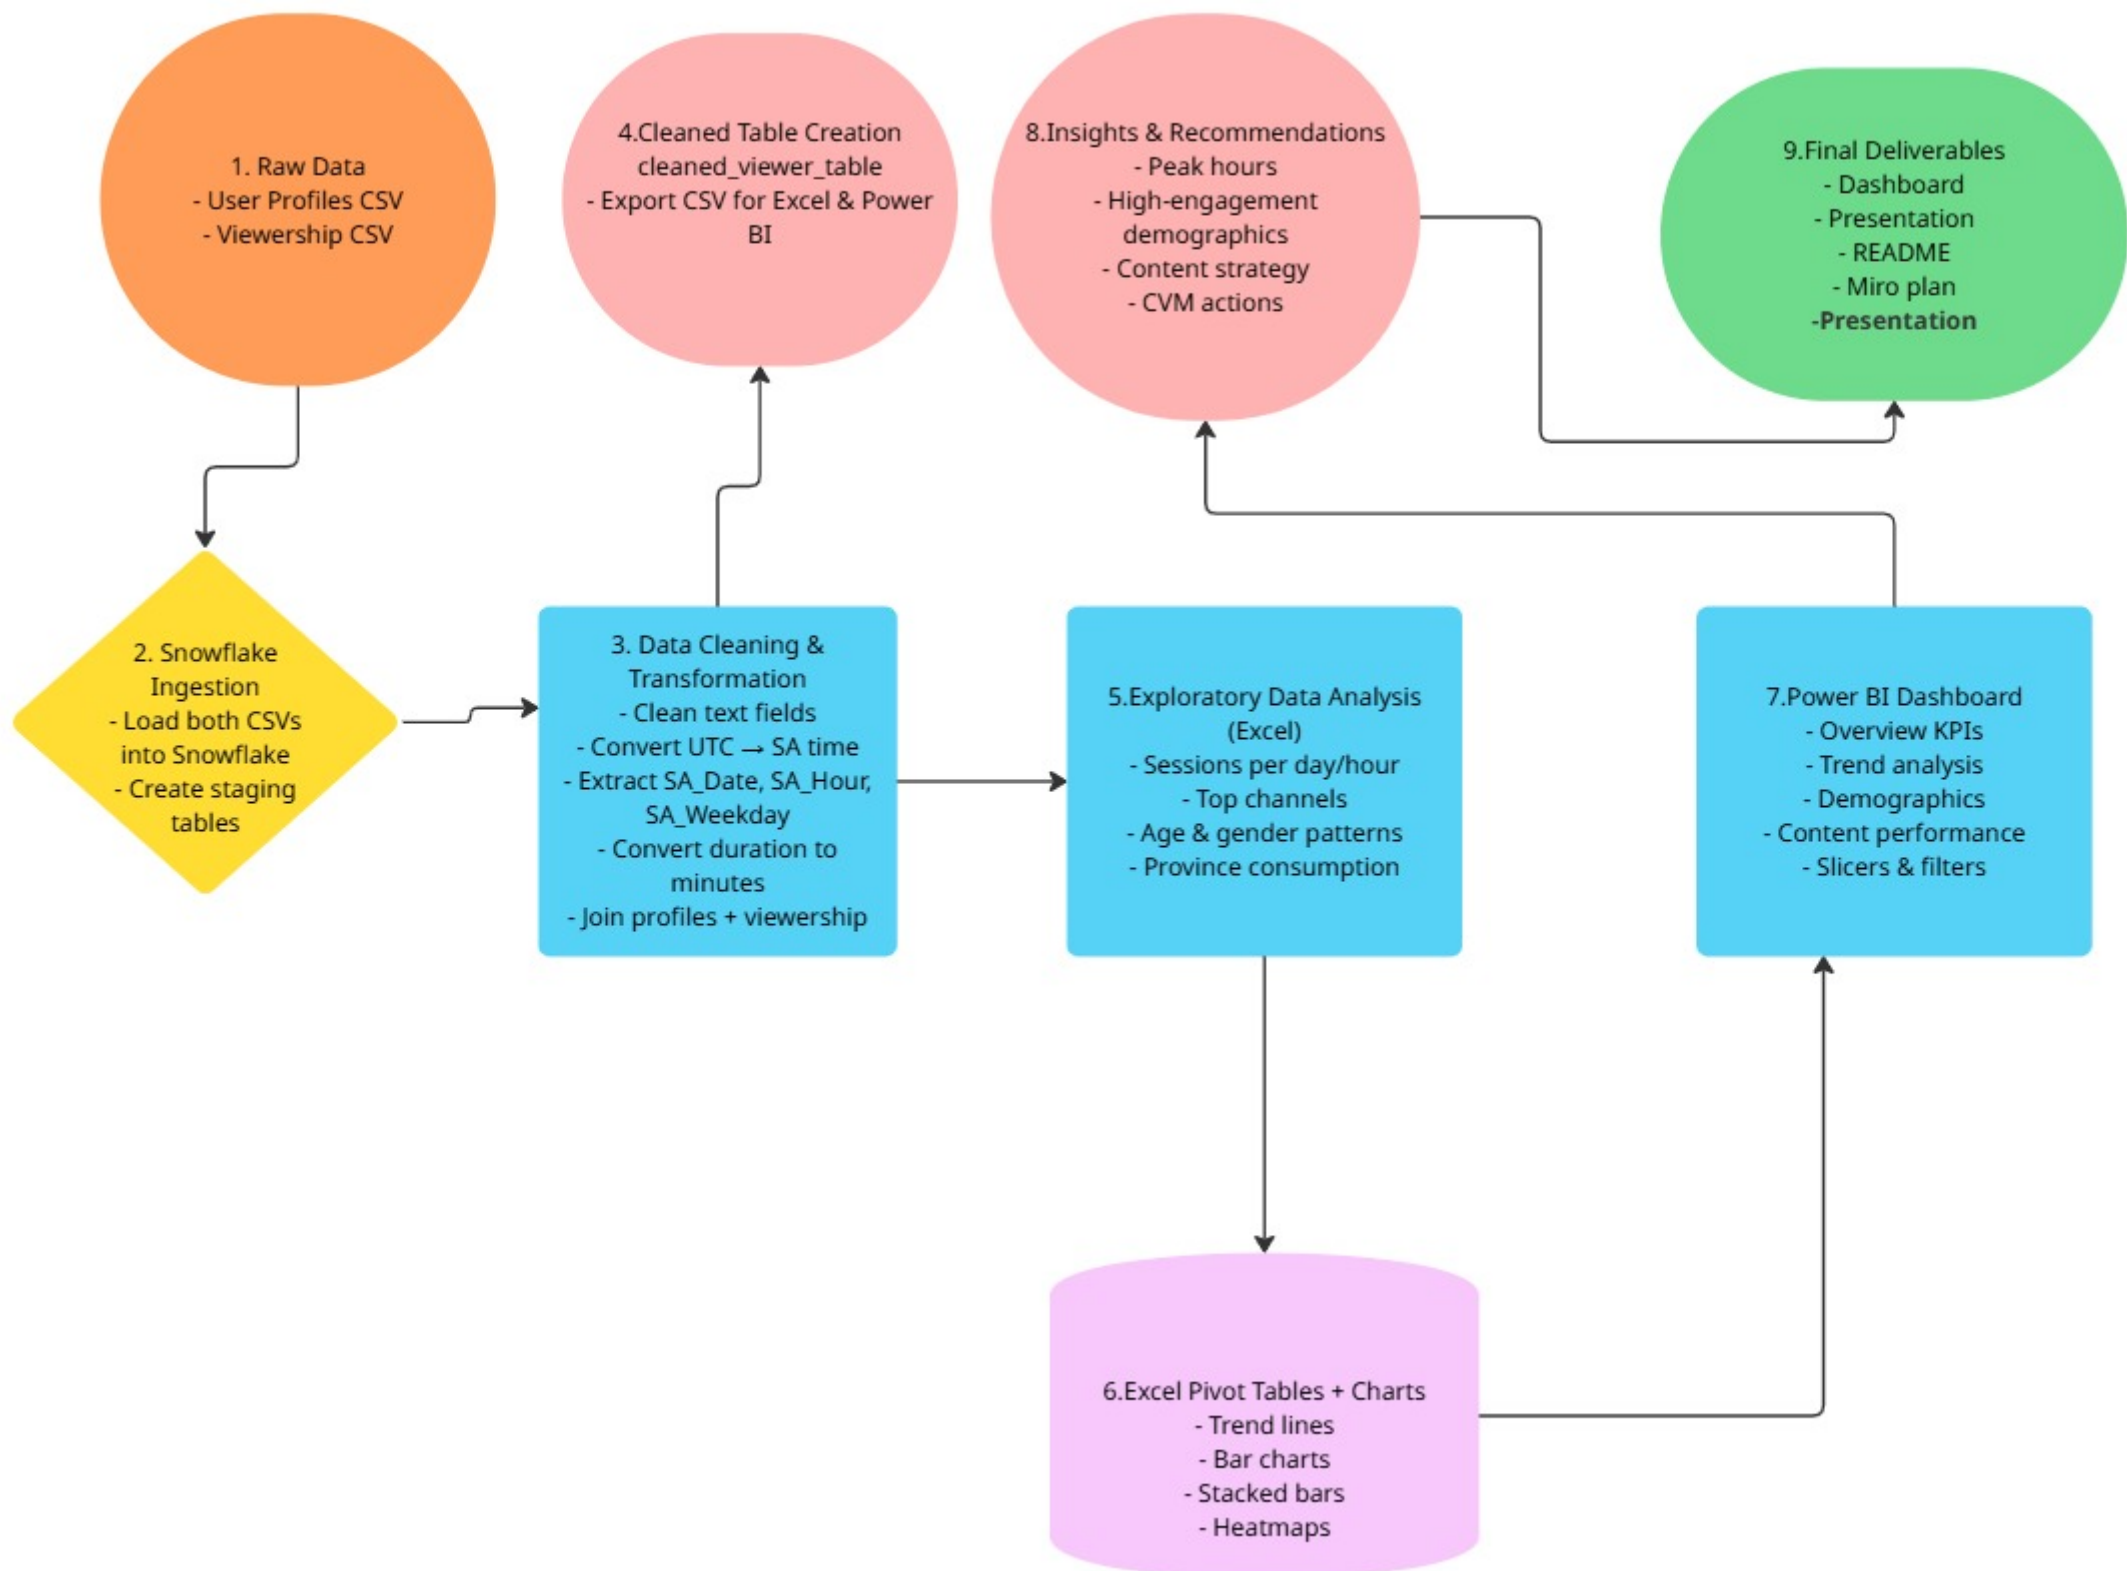 1. Raw Data
- User Profiles CSV
- Viewership CSV
2. Snowflake
Ingestion
- Load both CSVs
into Snowflake
- Create staging
tables
3. Data Cleaning &
Transformation
- Clean text fields
- Convert UTC → SA time
- Extract SA_Date, SA_Hour,
SA_Weekday
- Convert duration to
minutes
- Join profiles + viewership
4.Cleaned Table Creation
cleaned_viewer_table
- Export CSV for Excel & Power
BI
5.Exploratory Data Analysis
(Excel)
- Sessions per day/hour
- Top channels
- Age & gender patterns
- Province consumption
6.Excel Pivot Tables + Charts
- Trend lines
- Bar charts
- Stacked bars
- Heatmaps
7.Power BI Dashboard
- Overview KPIs
- Trend analysis
- Demographics
- Content performance
- Slicers & filters
8.Insights & Recommendations
- Peak hours
- High-engagement
demographics
- Content strategy
- CVM actions
9.Final Deliverables
- Dashboard
- Presentation
- README
- Miro plan
-Presentation